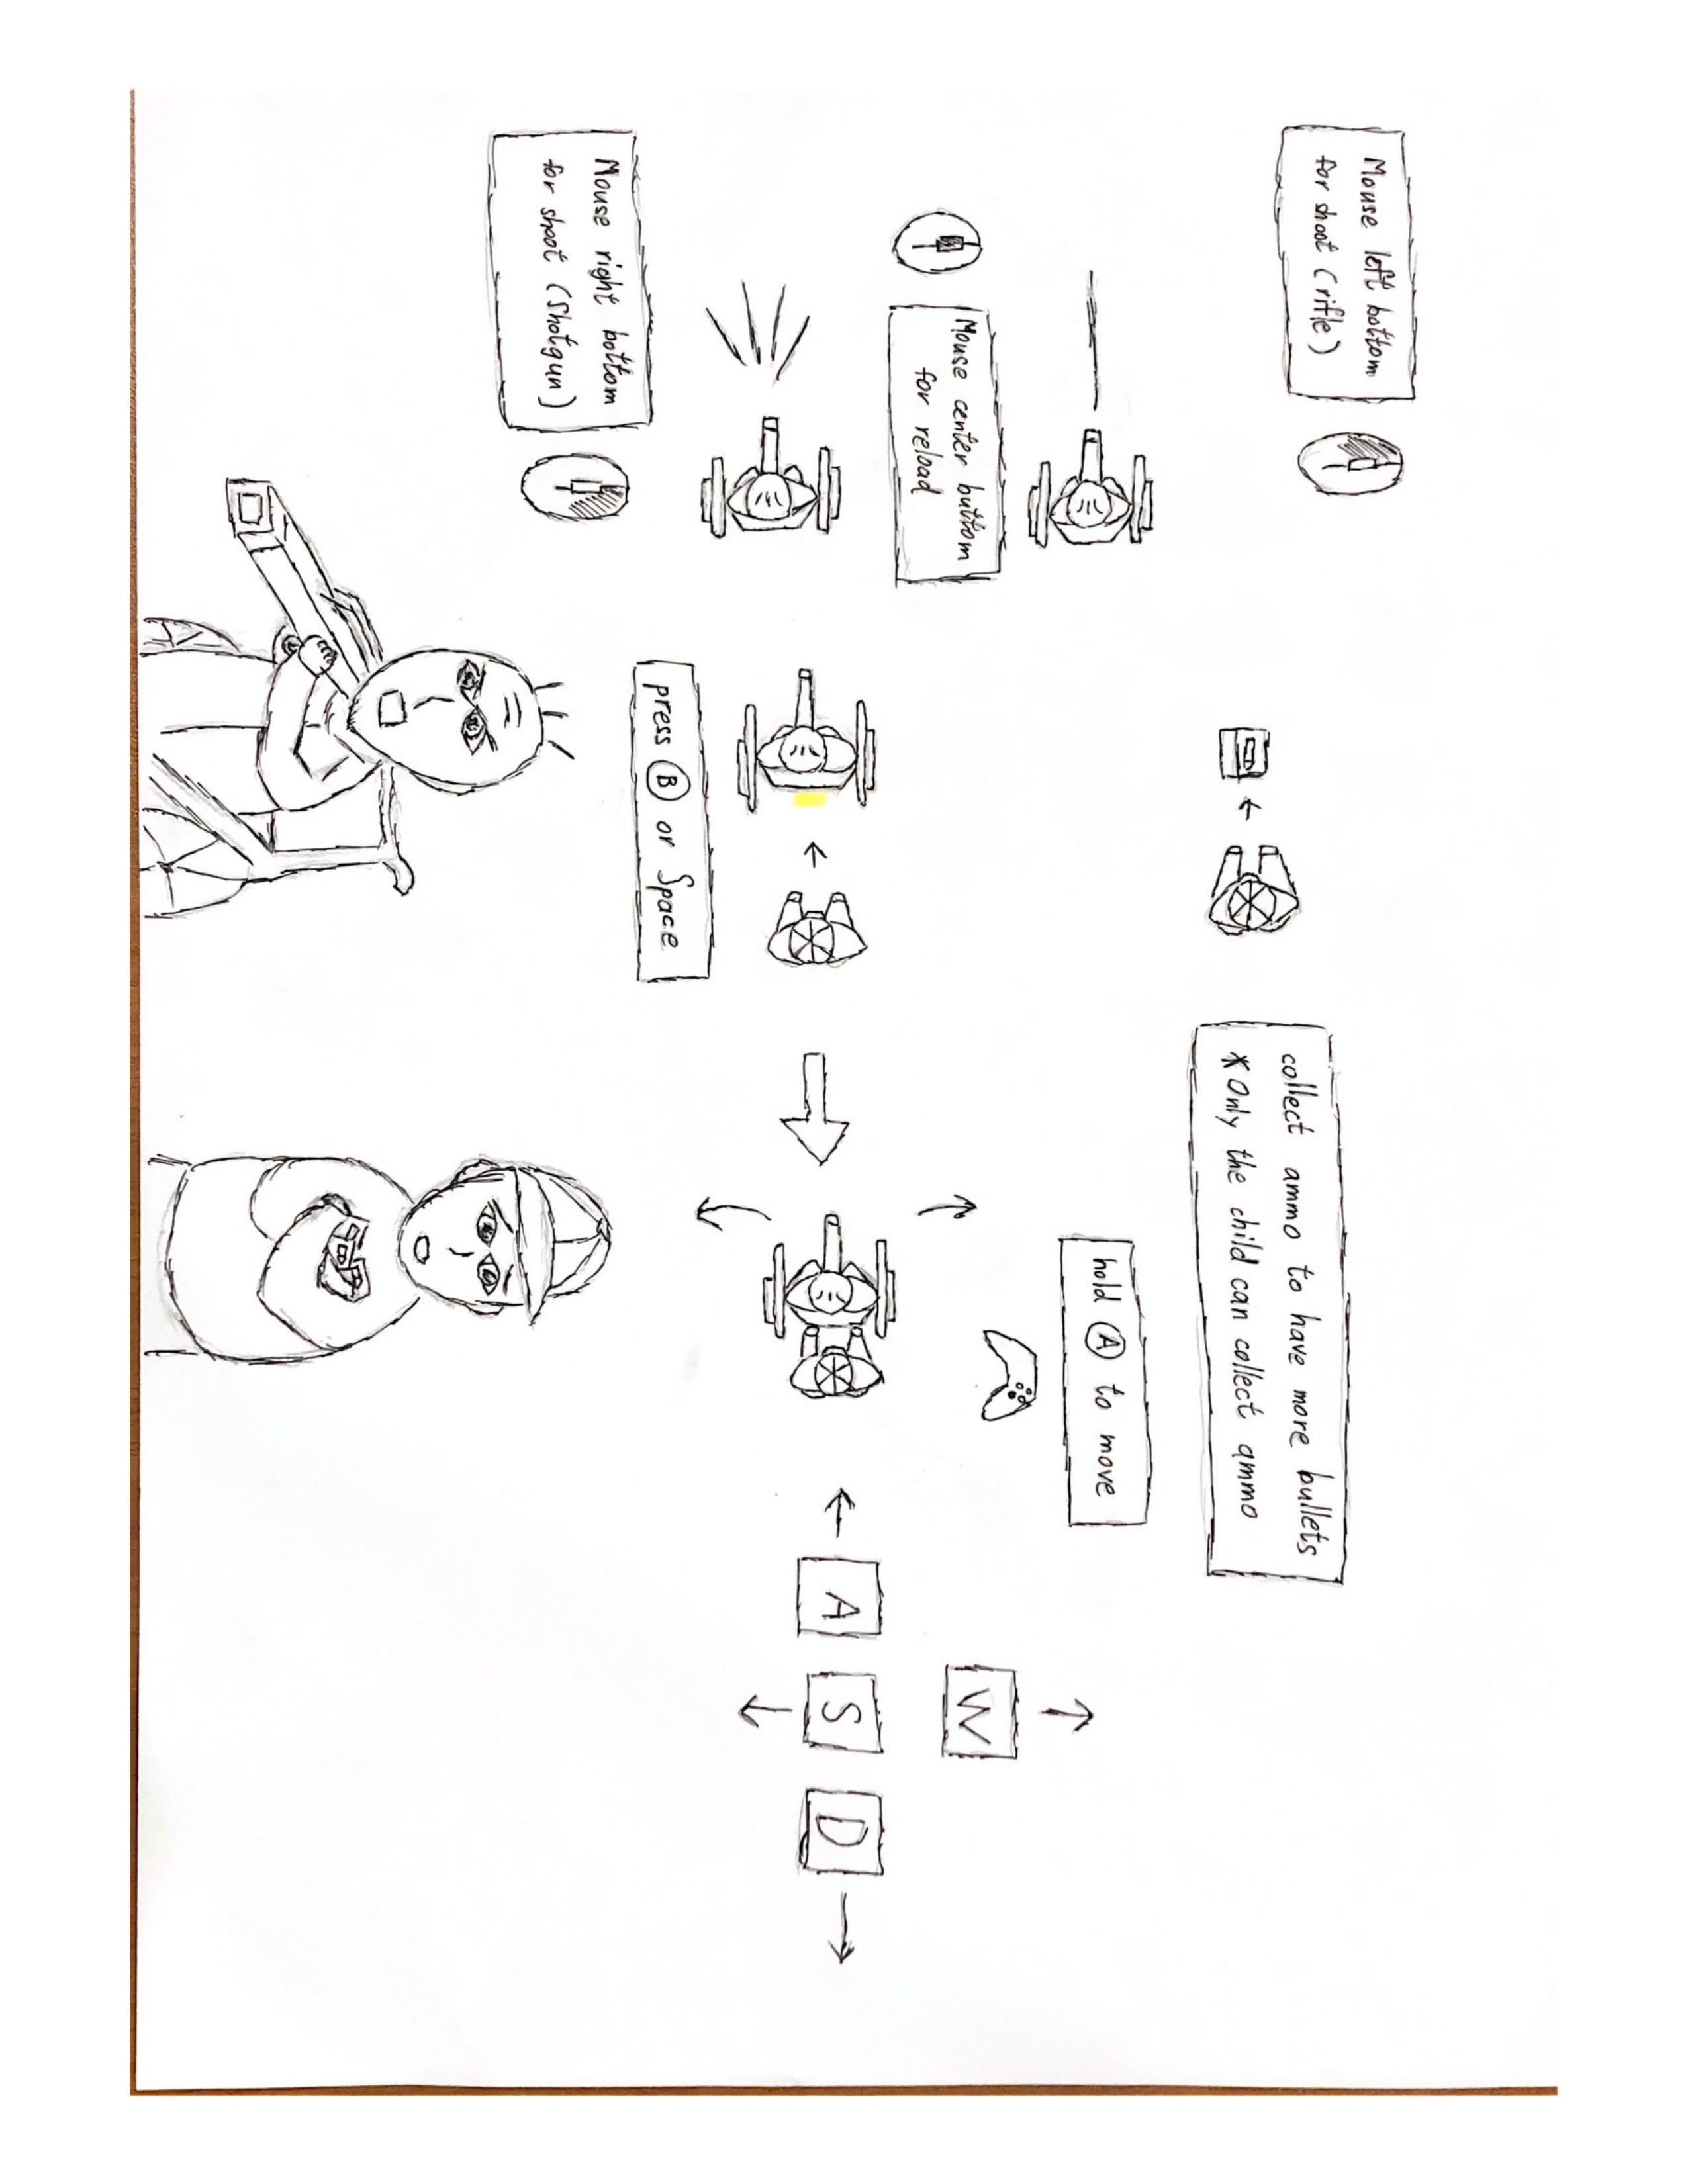 Mouse left bottom
for shoot (rifle)
collect ammo to have more bullets
* Only the child can collect ammo
Mouse center buttom
for reload
hold A to move
W
A S D
press B or Space
Mouse right bottom
for shoot (Shotgun)